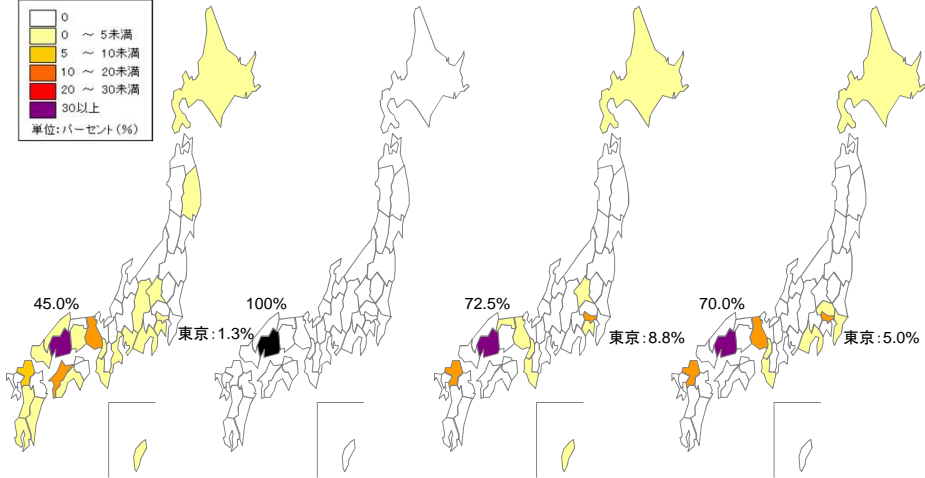 0
0 ～ 5未満
5 ～ 10未満
10 ～ 20未満
20 ～ 30未満
30以上
単位：パーセント（％）
45.0%
100%
72.5%
70.0%
東京：1.3%
東京：8.8%
東京：5.0%